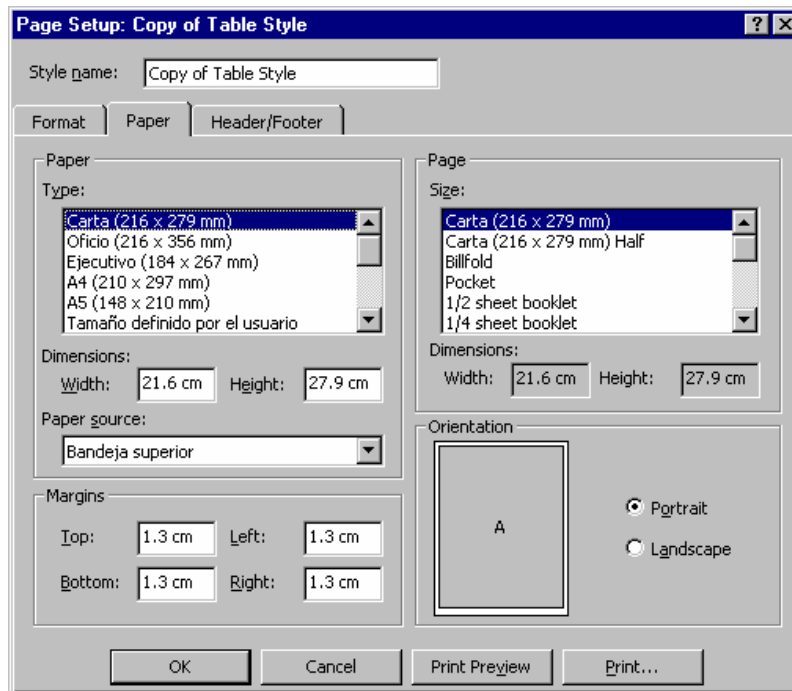 Page Setup: Copy of Table Style
Style name: Copy of Table Style
Format Paper Header/Footer
Paper
Type:
Carta (216 x 279 mm)
Oficio (216 x 356 mm)
Ejecutivo (184 x 267 mm)
A4 (210 x 297 mm)
A5 (148 x 210 mm)
Tamaño definido por el usuario
Dimensions:
Width: 21.6 cm Height: 27.9 cm
Paper source:
Bandeja superior
Margins
Top: 1.3 cm Left: 1.3 cm
Bottom: 1.3 cm Right: 1.3 cm
Page
Size:
Carta (216 x 279 mm)
Carta (216 x 279 mm) Half
Billfold
Pocket
1/2 sheet booklet
1/4 sheet booklet
Dimensions:
Width: 21.6 cm Height: 27.9 cm
Orientation
A
Portrait
Landscape
OK Cancel Print Preview Print...